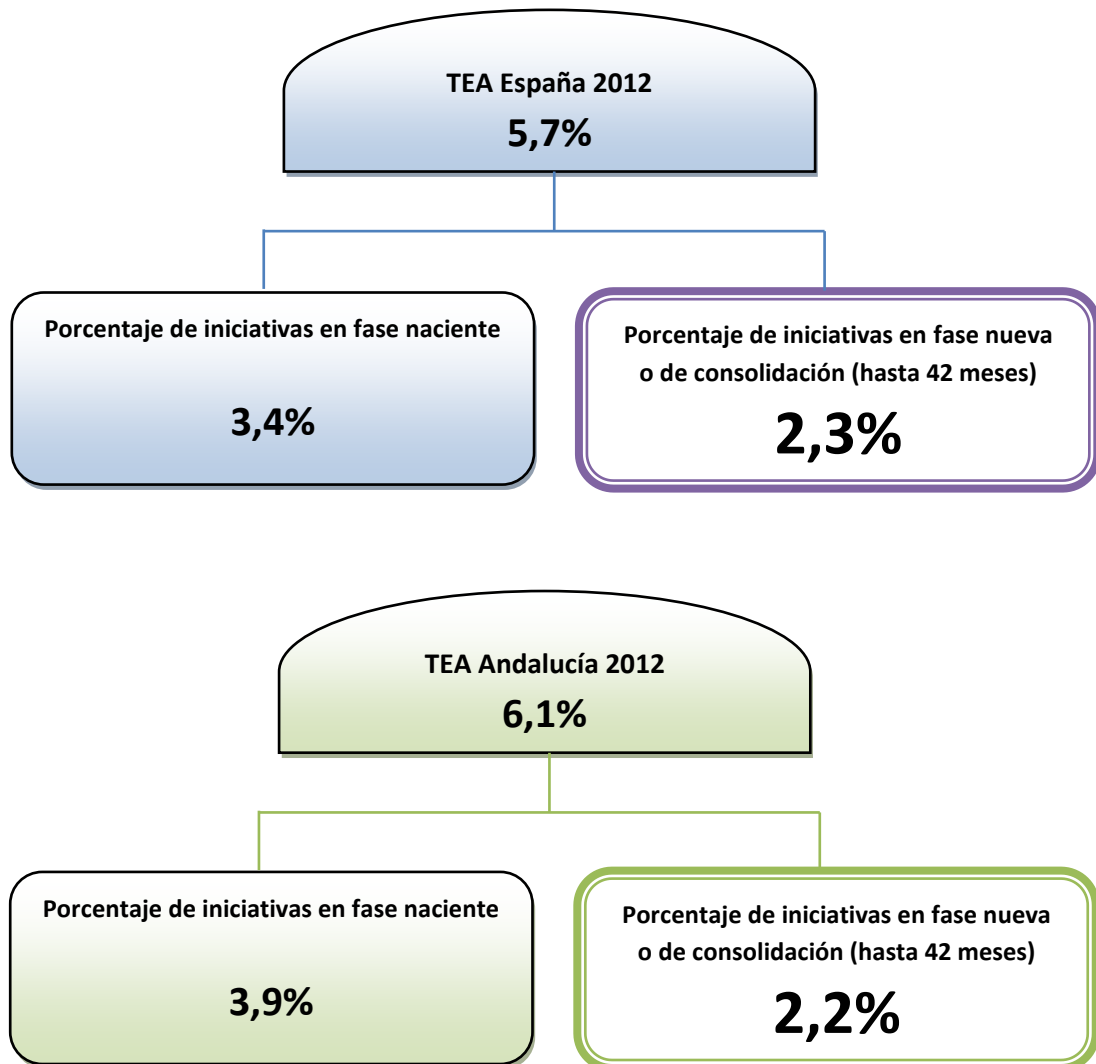 TEA España 2012
5,7%
Porcentaje de iniciativas en fase naciente
3,4%
Porcentaje de iniciativas en fase nueva
o de consolidación (hasta 42 meses)
2,3%
TEA Andalucía 2012
6,1%
Porcentaje de iniciativas en fase naciente
3,9%
Porcentaje de iniciativas en fase nueva
o de consolidación (hasta 42 meses)
2,2%